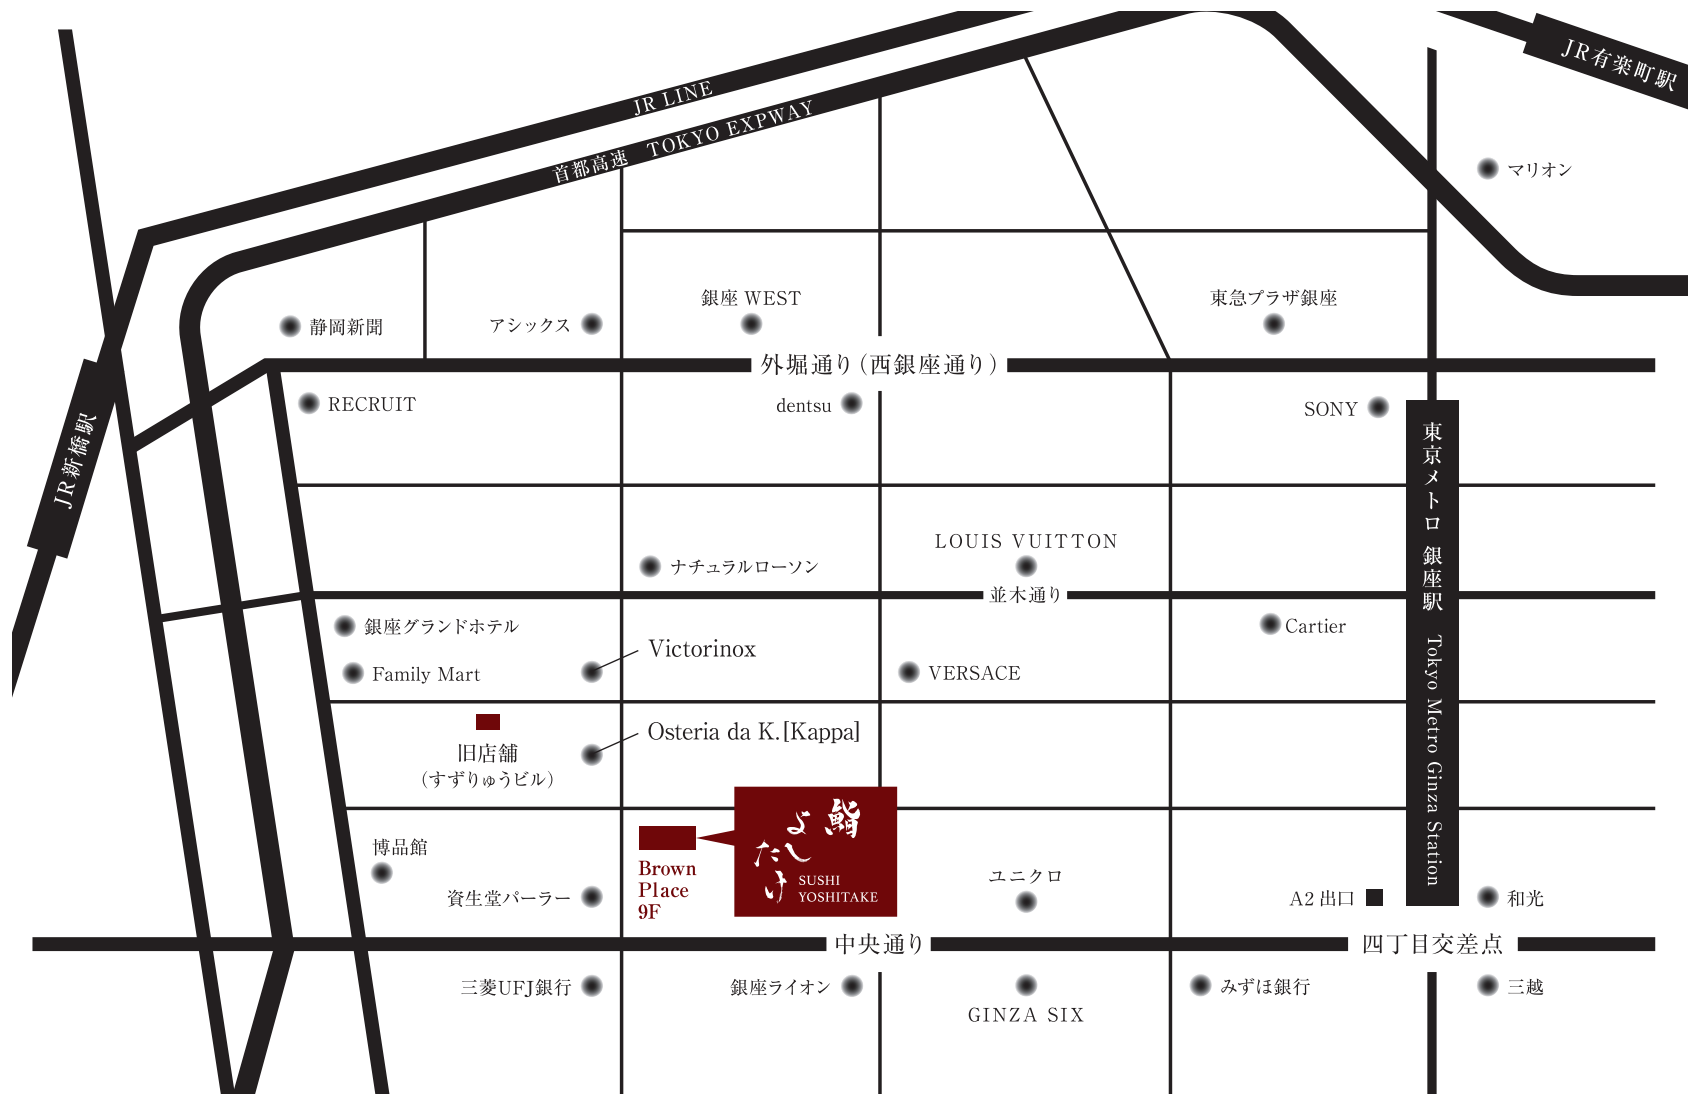 JR LINE
首都高速 TOKYO EXPWAY
JR有楽町駅
マリオン
銀座 WEST
東急プラザ銀座
静岡新聞
アシックス
外堀通り（西銀座通り）
RECRUIT
dentsu
SONY
JR新橋駅
東京メトロ 銀座駅 Tokyo Metro Ginza Station
LOUIS VUITTON
ナチュラルローソン
並木通り
銀座グランドホテル
Cartier
Victorinox
Family Mart
VERSACE
Osteria da K.[Kappa]
旧店舗
（すずりゅうビル）
鮨
よしたけ
SUSHI
YOSHITAKE
Brown
Place
9F
博品館
資生堂パーラー
ユニクロ
A2 出口
和光
中央通り
四丁目交差点
三菱UFJ銀行
銀座ライオン
GINZA SIX
みずほ銀行
三越